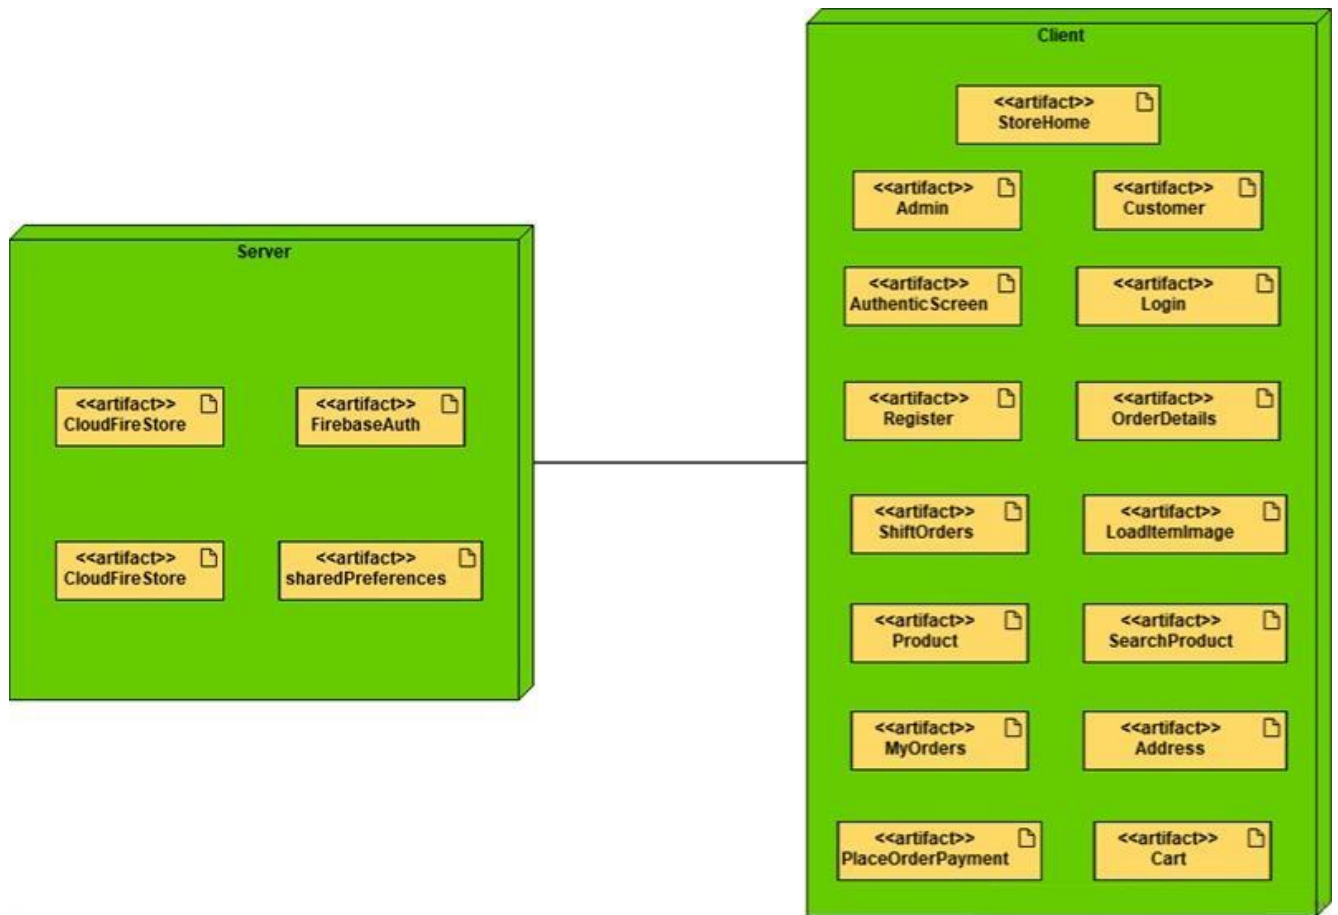 Client
<<artifact>>
StoreHome
<<artifact>>
Admin
<<artifact>>
Customer
Server
<<artifact>>
AuthenticScreen
<<artifact>>
Login
<<artifact>>
CloudFireStore
<<artifact>>
FirebaseAuth
<<artifact>>
Register
<<artifact>>
OrderDetails
<<artifact>>
ShiftOrders
<<artifact>>
LoadItemImage
<<artifact>>
CloudFireStore
<<artifact>>
sharedPreferences
<<artifact>>
Product
<<artifact>>
SearchProduct
<<artifact>>
MyOrders
<<artifact>>
Address
<<artifact>>
PlaceOrderPayment
<<artifact>>
Cart